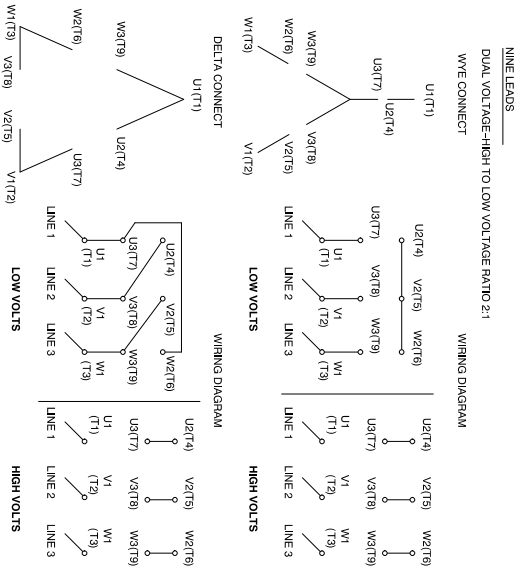 NINE LEADS
DUAL VOLTAGE-HIGH TO LOW VOLTAGE RATIO 2:1
WYE CONNECT
WIRING DIAGRAM
U1(T1)
U3(T7)
U2(T4)
W3(T9)
V3(T8)
W2(T6)
V2(T5)
W1(T3)
V1(T2)
U2(T4)
V2(T5)
W2(T6)
U3(T7)
V3(T8)
W3(T9)
U1
(T1)
V1
(T2)
W1
(T3)
LINE 1
LINE 2
LINE 3
LOW VOLTS
U2(T4)
V2(T5)
W2(T6)
U3(T7)
V3(T8)
W3(T9)
U1
(T1)
V1
(T2)
W1
(T3)
LINE 1
LINE 2
LINE 3
HIGH VOLTS
DELTA CONNECT
WIRING DIAGRAM
U1(T1)
W3(T9)
U2(T4)
W2(T6)
U3(T7)
W1(T3)
V3(T8)
V2(T5)
V1(T2)
U2(T4)
V2(T5)
W2(T6)
U3(T7)
V3(T8)
W3(T9)
U1
(T1)
V1
(T2)
W1
(T3)
LINE 1
LINE 2
LINE 3
LOW VOLTS
U2(T4)
V2(T5)
W2(T6)
U3(T7)
V3(T8)
W3(T9)
U1
(T1)
V1
(T2)
W1
(T3)
LINE 1
LINE 2
LINE 3
HIGH VOLTS